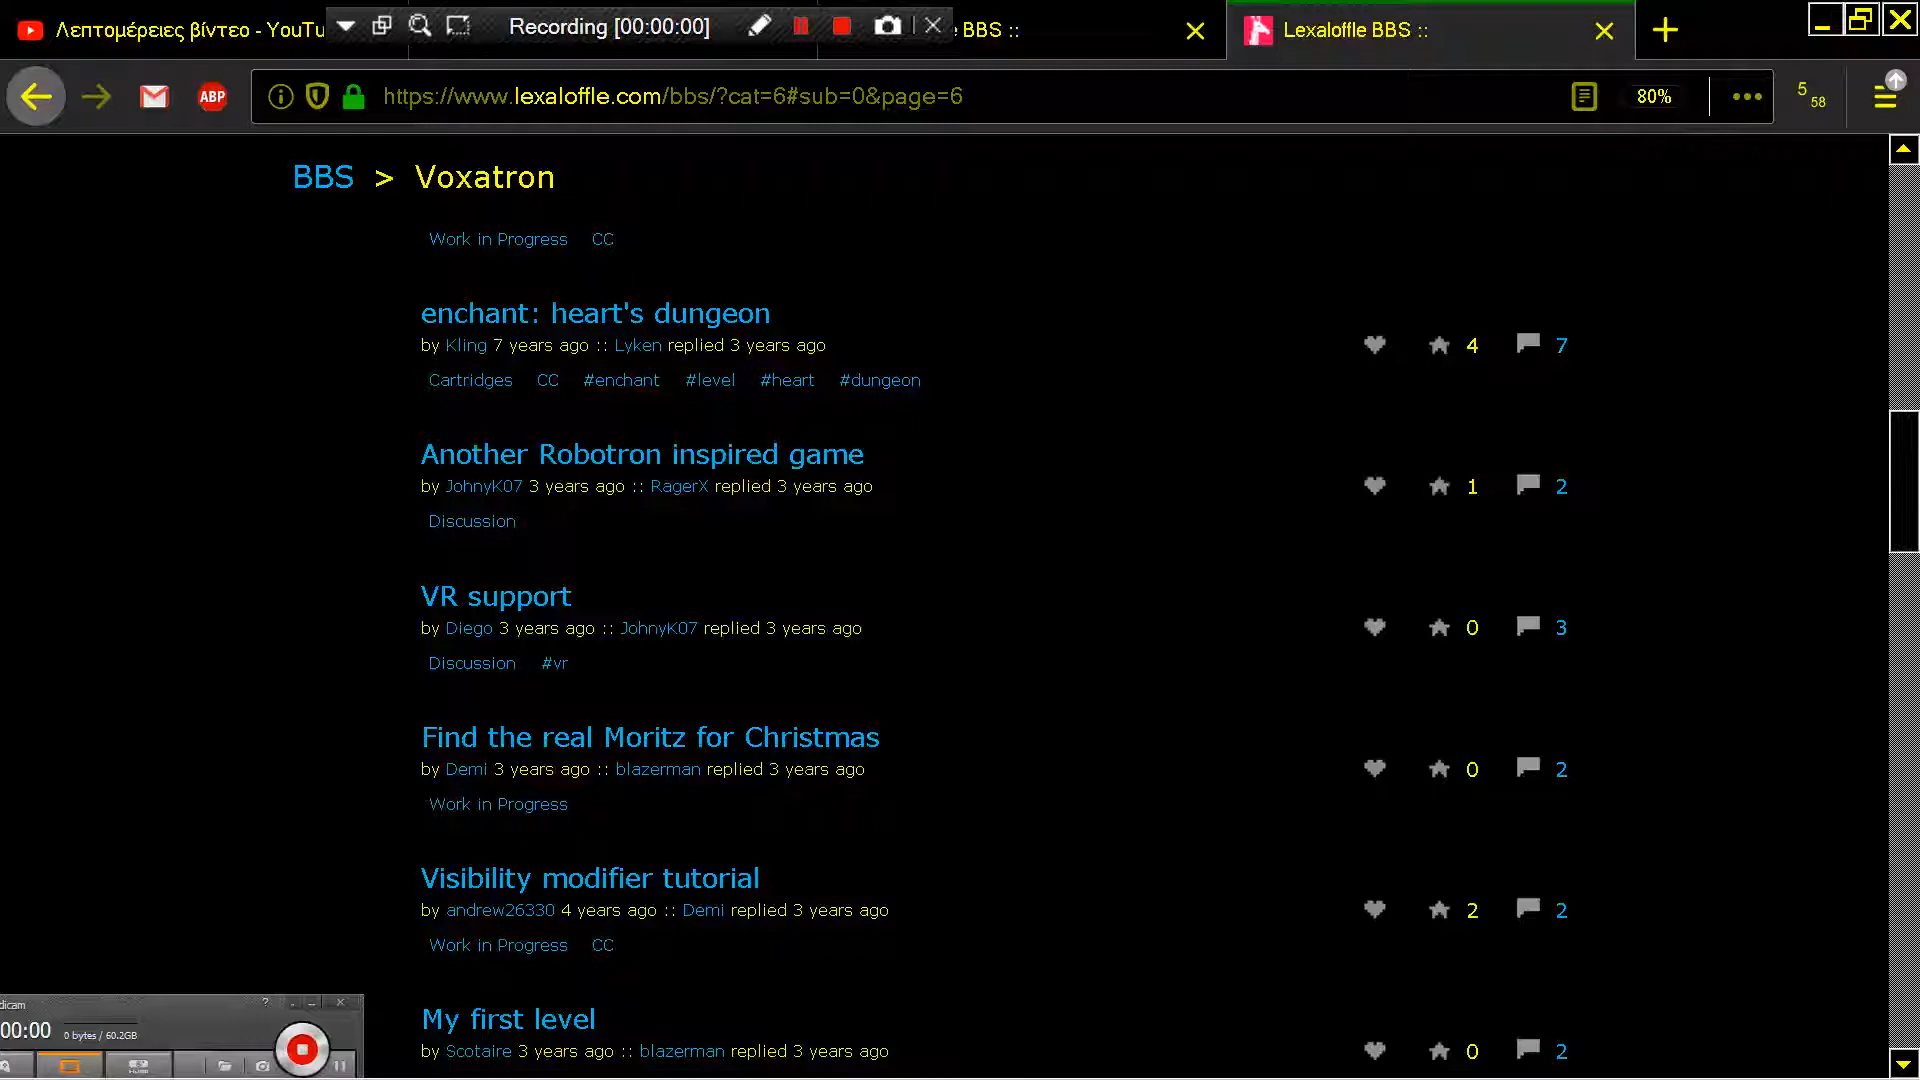 Λεπτομέρειες βίντεο - YouTu
Recording [00:00:00]
BBS ::
Lexaloffle BBS ::
ABP
https://www.lexaloffle.com/bbs/?cat=6#sub=0&page=6
80%
5
58
BBS > Voxatron
Work in Progress CC
enchant: heart's dungeon
by Kling 7 years ago :: Lyken replied 3 years ago
4 7
Cartridges CC #enchant #level #heart #dungeon
Another Robotron inspired game
by JohnyK07 3 years ago :: RagerX replied 3 years ago
1 2
Discussion
VR support
by Diego 3 years ago :: JohnyK07 replied 3 years ago
0 3
Discussion #vr
Find the real Moritz for Christmas
by Demi 3 years ago :: blazerman replied 3 years ago
0 2
Work in Progress
Visibility modifier tutorial
by andrew26330 4 years ago :: Demi replied 3 years ago
2 2
Work in Progress CC
My first level
by Scotaire 3 years ago :: blazerman replied 3 years ago
0 2
dicam
00:00 0 bytes / 60.2GB